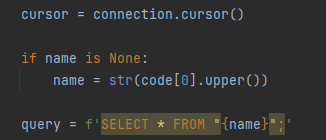 cursor = connection.cursor()
if name is None:
name = str(code[0].upper())
query = f'SELECT * FROM "{name}";'